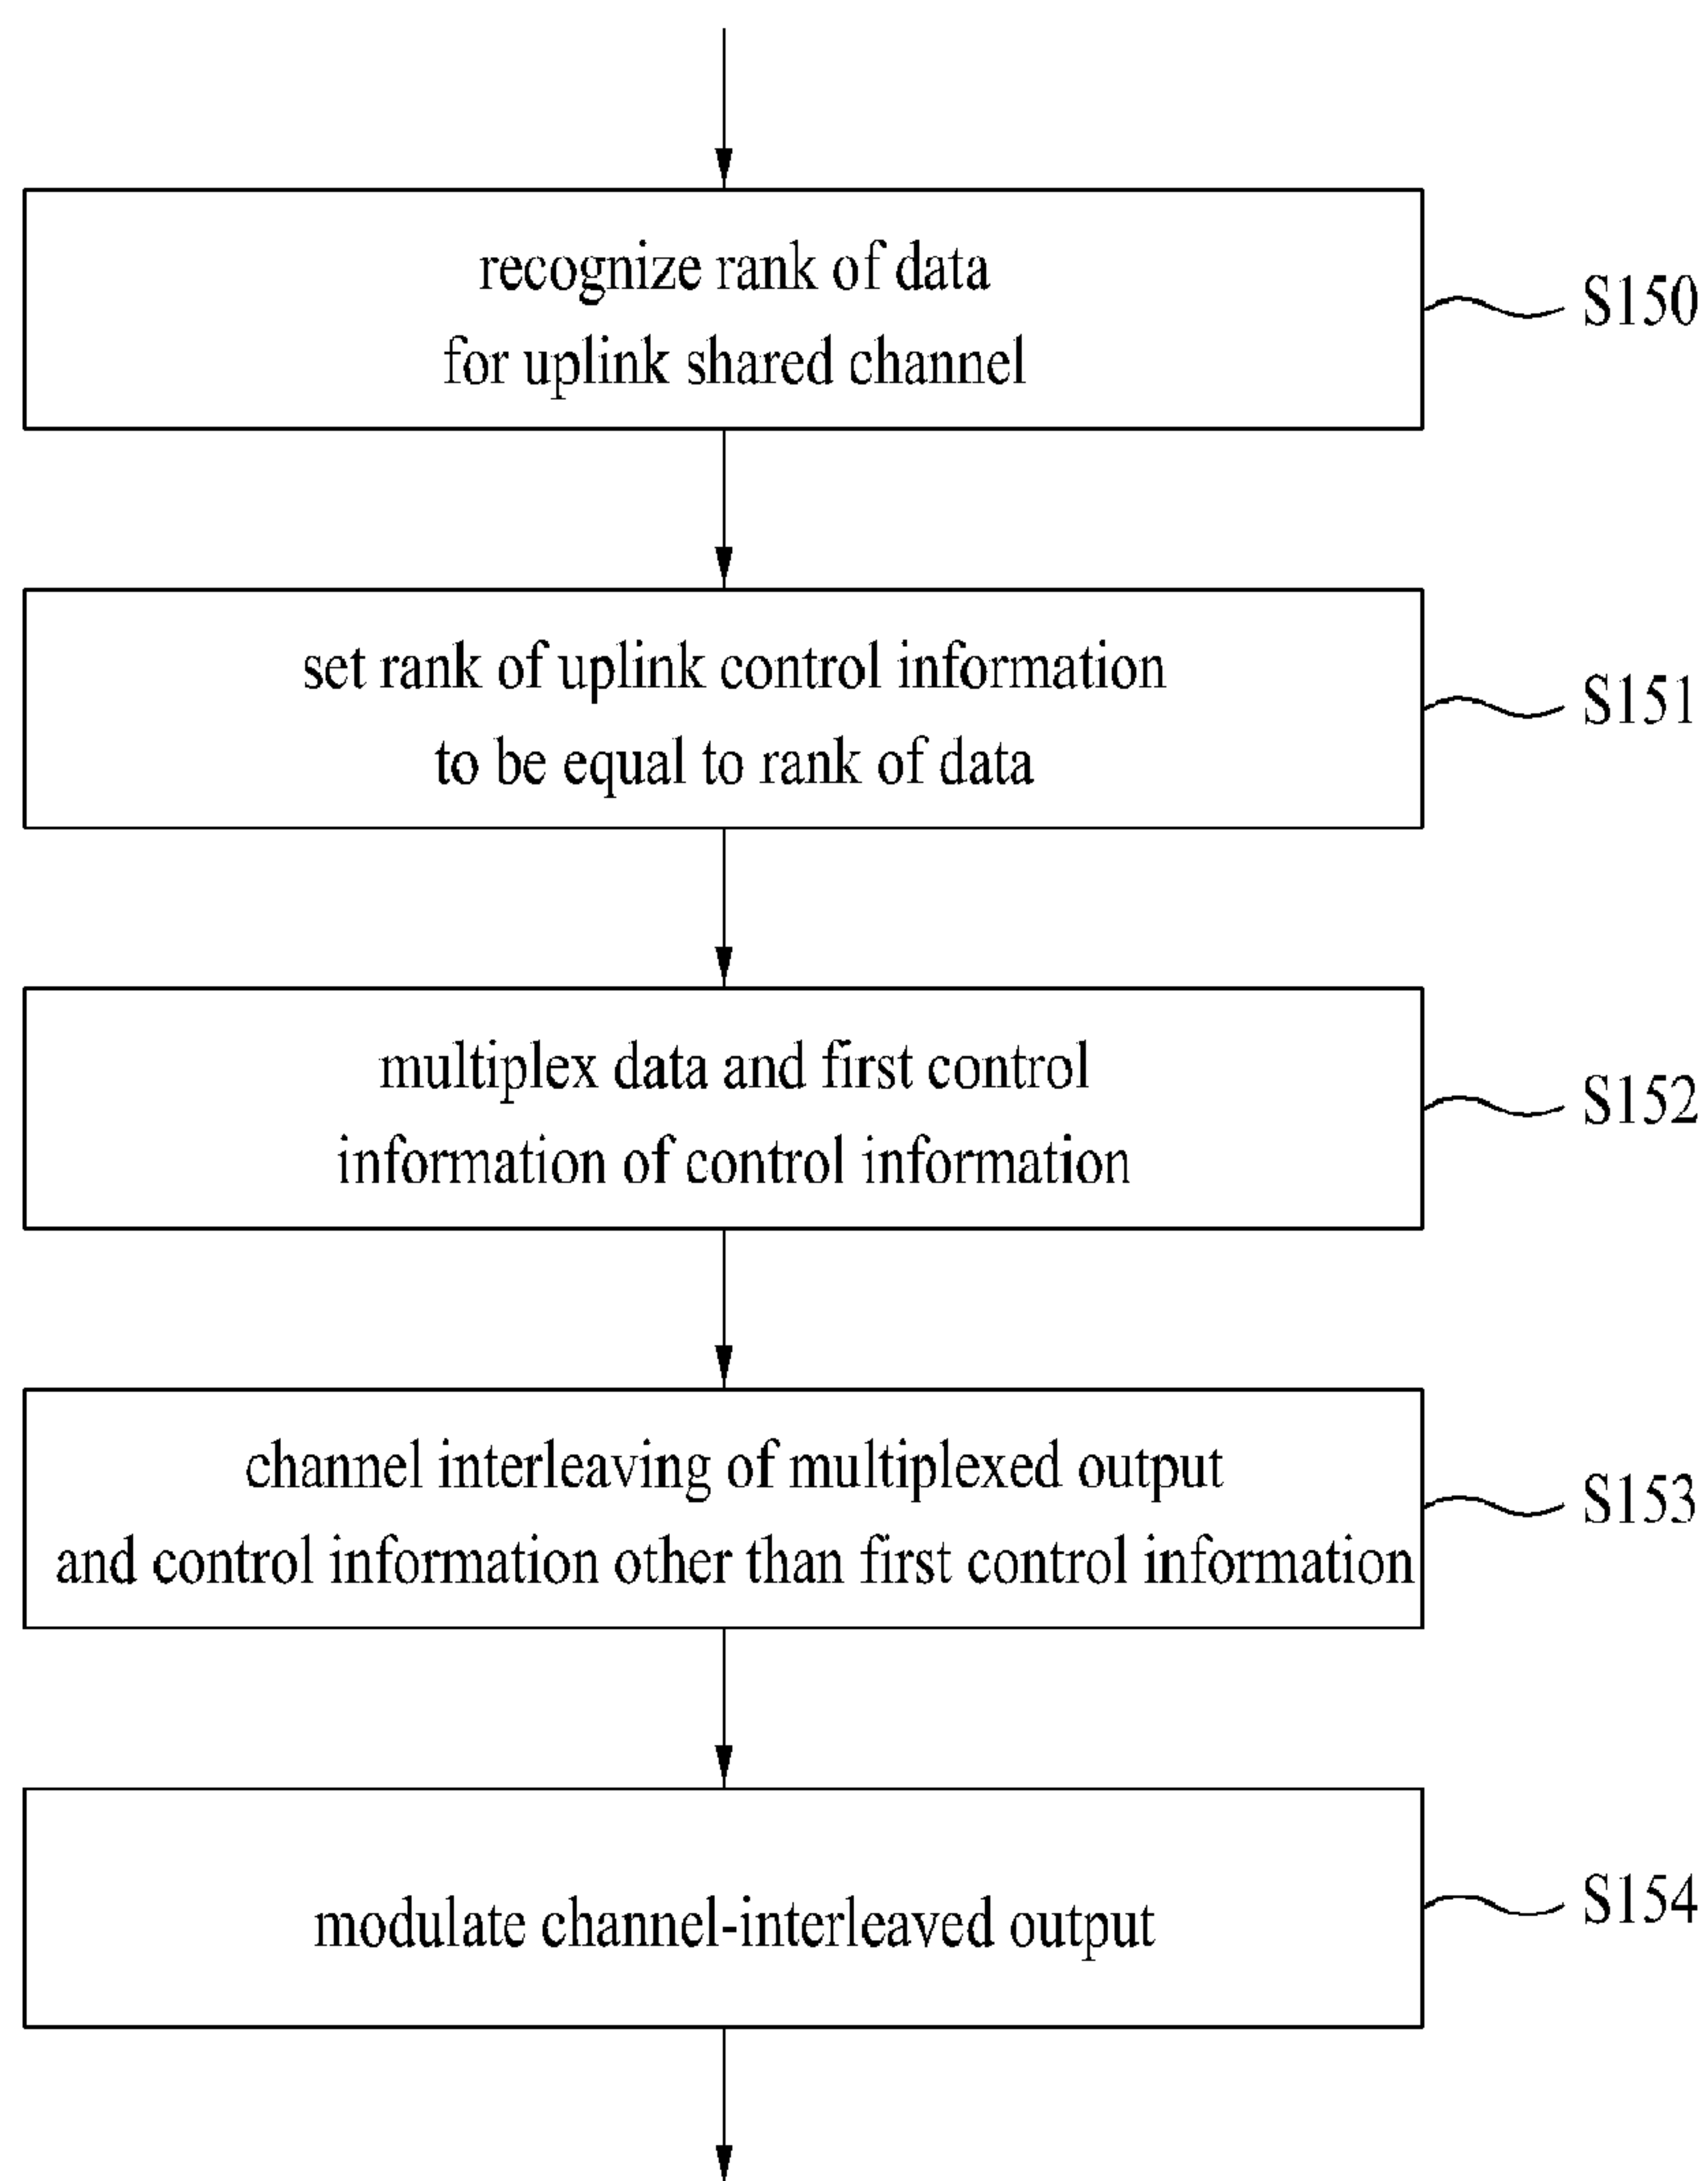 recognize rank of data
for uplink shared channel
S150
set rank of uplink control information
to be equal to rank of data
S151
multiplex data and first control
information of control information
S152
channel interleaving of multiplexed output
and control information other than first control information
S153
modulate channel-interleaved output
S154